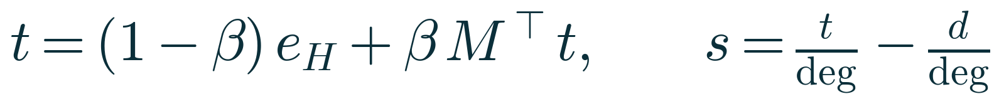 t = (1 − β) e_H + β M^⊤ t, s = t/deg − d/deg